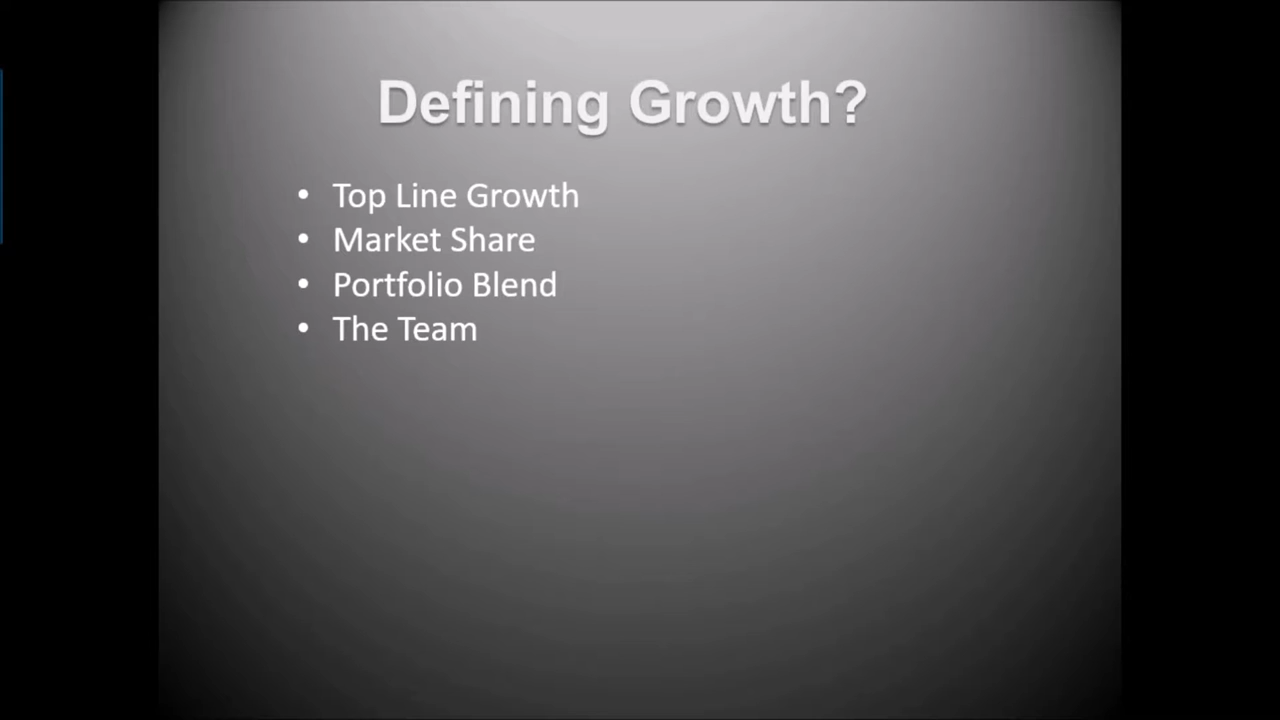 Defining Growth?
• Top Line Growth
• Market Share
• Portfolio Blend
• The Team